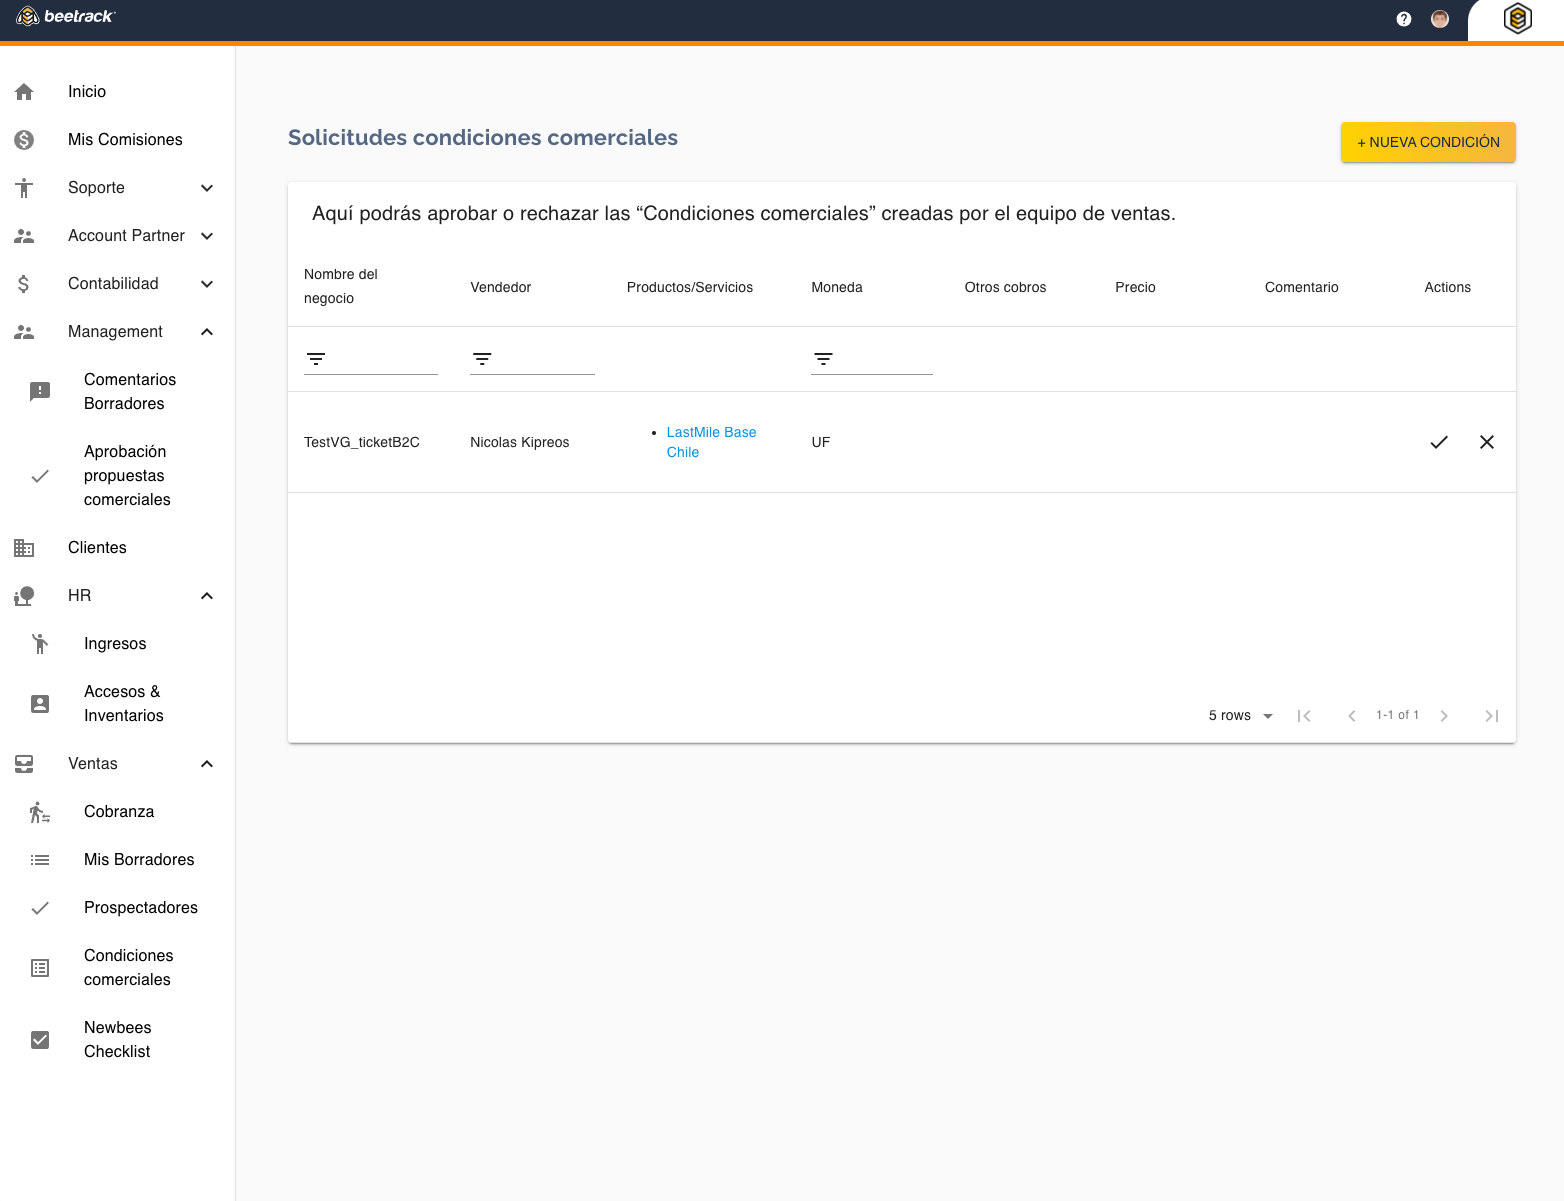 beetrack
Inicio
Mis Comisiones
Soporte
Account Partner
Contabilidad
Management
Comentarios
Borradores
Aprobación
propuestas
comerciales
Clientes
HR
Ingresos
Accesos &
Inventarios
Ventas
Cobranza
Mis Borradores
Prospectadores
Condiciones
comerciales
Newbees
Checklist
Solicitudes condiciones comerciales
+ NUEVA CONDICIÓN
Aquí podrás aprobar o rechazar las “Condiciones comerciales” creadas por el equipo de ventas.
Nombre del
negocio
Vendedor
Productos/Servicios
Moneda
Otros cobros
Precio
Comentario
Actions
TestVG_ticketB2C
Nicolas Kipreos
• LastMile Base
Chile
UF
5 rows
1-1 of 1